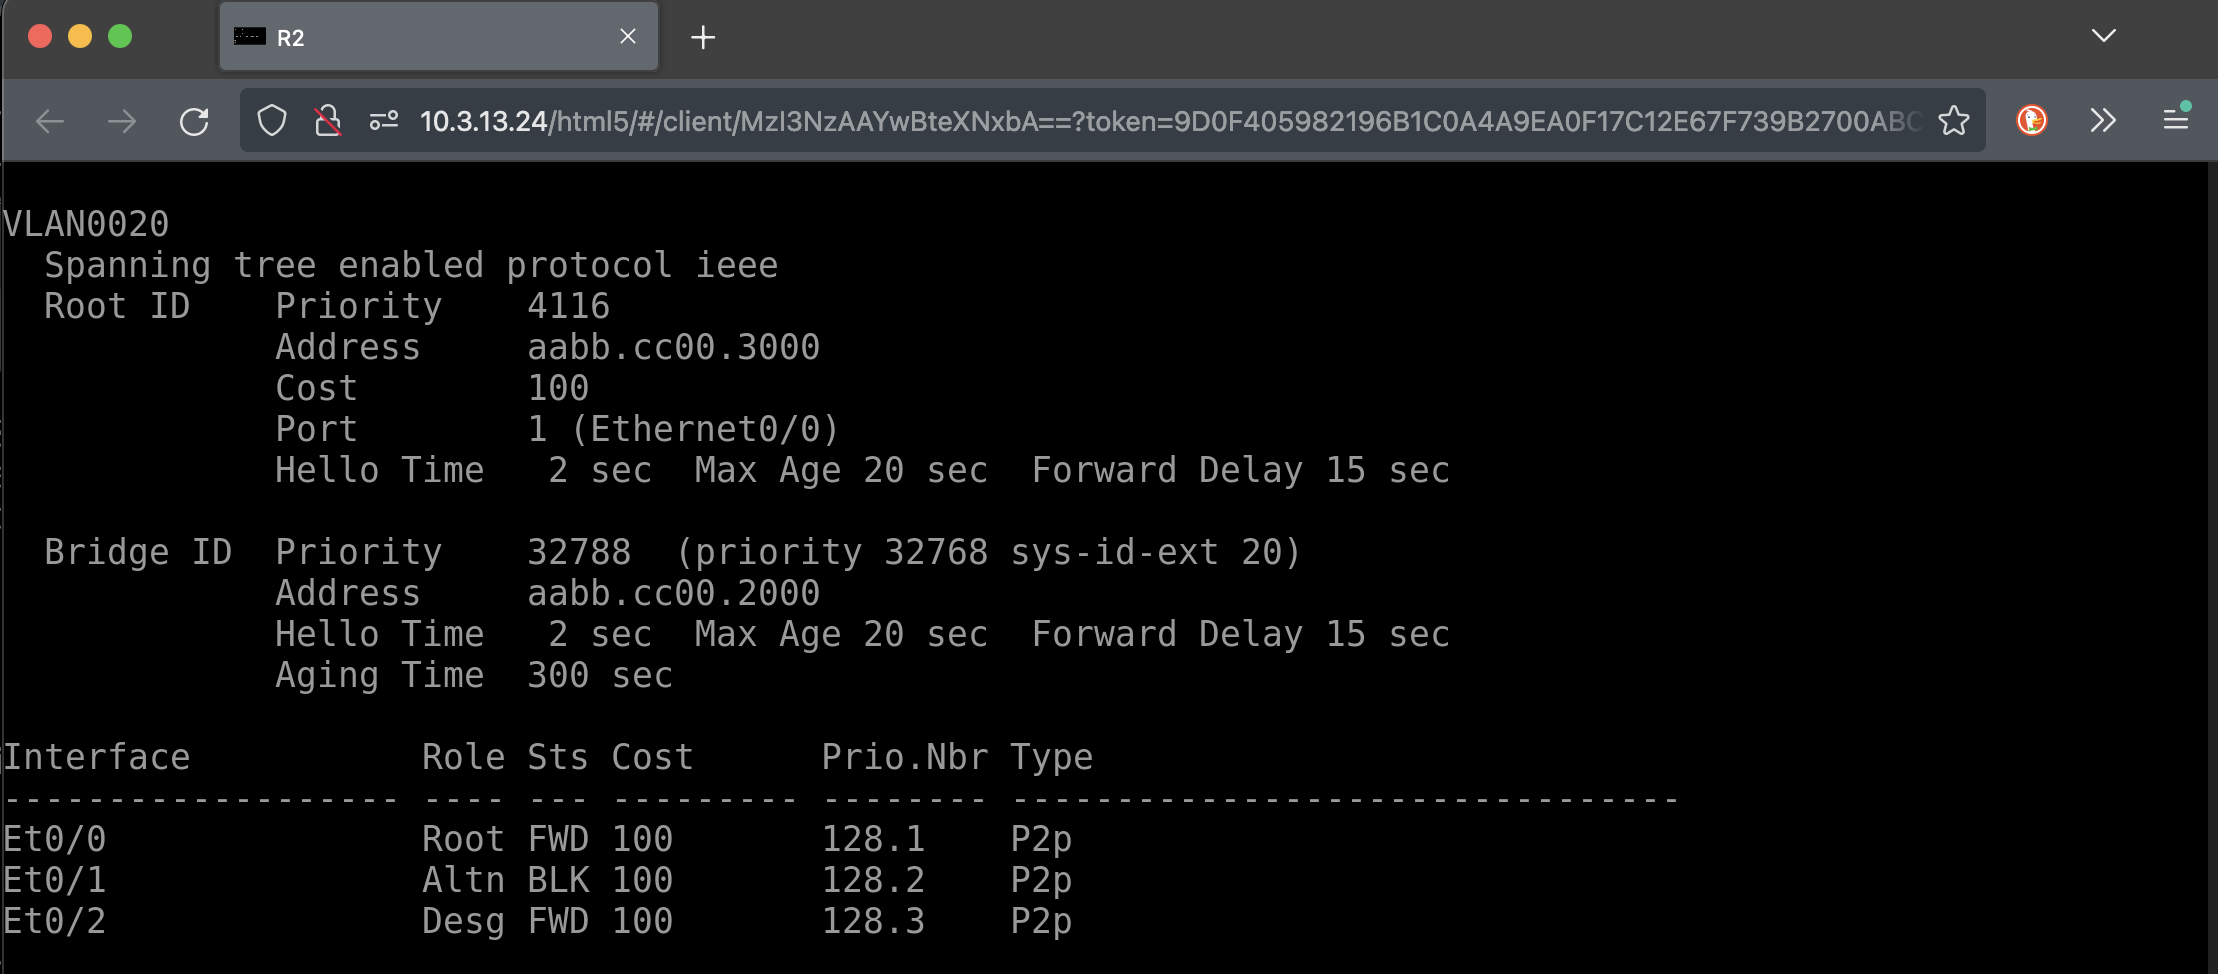 R2
10.3.13.24/html5/#/client/MzI3NzAAYwBteXNxbA==?token=9D0F405982196B1C0A4A9EA0F17C12E67F739B2700ABC
VLAN0020
Spanning tree enabled protocol ieee
Root ID Priority 4116
Address aabb.cc00.3000
Cost 100
Port 1 (Ethernet0/0)
Hello Time 2 sec Max Age 20 sec Forward Delay 15 sec
Bridge ID Priority 32788 (priority 32768 sys-id-ext 20)
Address aabb.cc00.2000
Hello Time 2 sec Max Age 20 sec Forward Delay 15 sec
Aging Time 300 sec
Interface Role Sts Cost Prio.Nbr Type
------------------- ---- --- --------- -------- --------------------------------
Et0/0 Root FWD 100 128.1 P2p
Et0/1 Altn BLK 100 128.2 P2p
Et0/2 Desg FWD 100 128.3 P2p